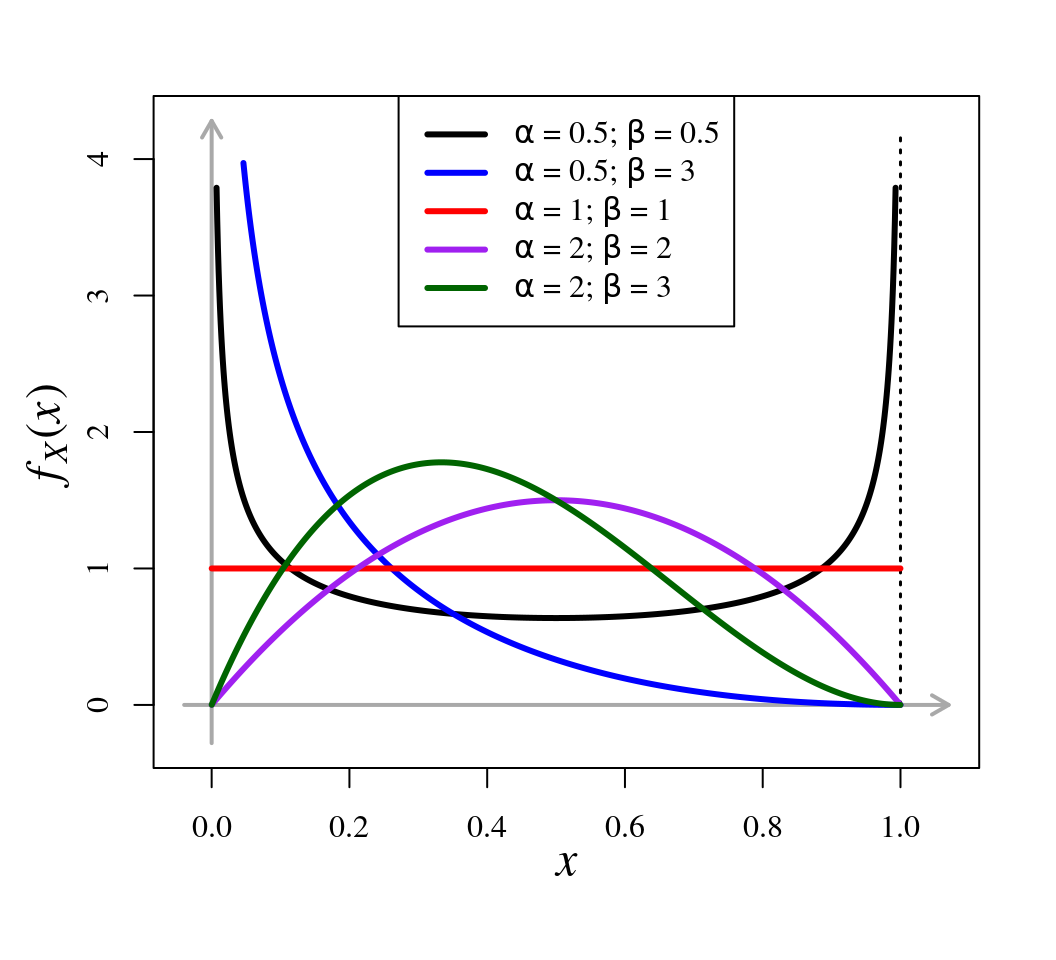 α = 0.5; β = 0.5
α = 0.5; β = 3
α = 1; β = 1
α = 2; β = 2
α = 2; β = 3
4
3
2
1
0
f_X(x)
0.0 0.2 0.4 0.6 0.8 1.0
x